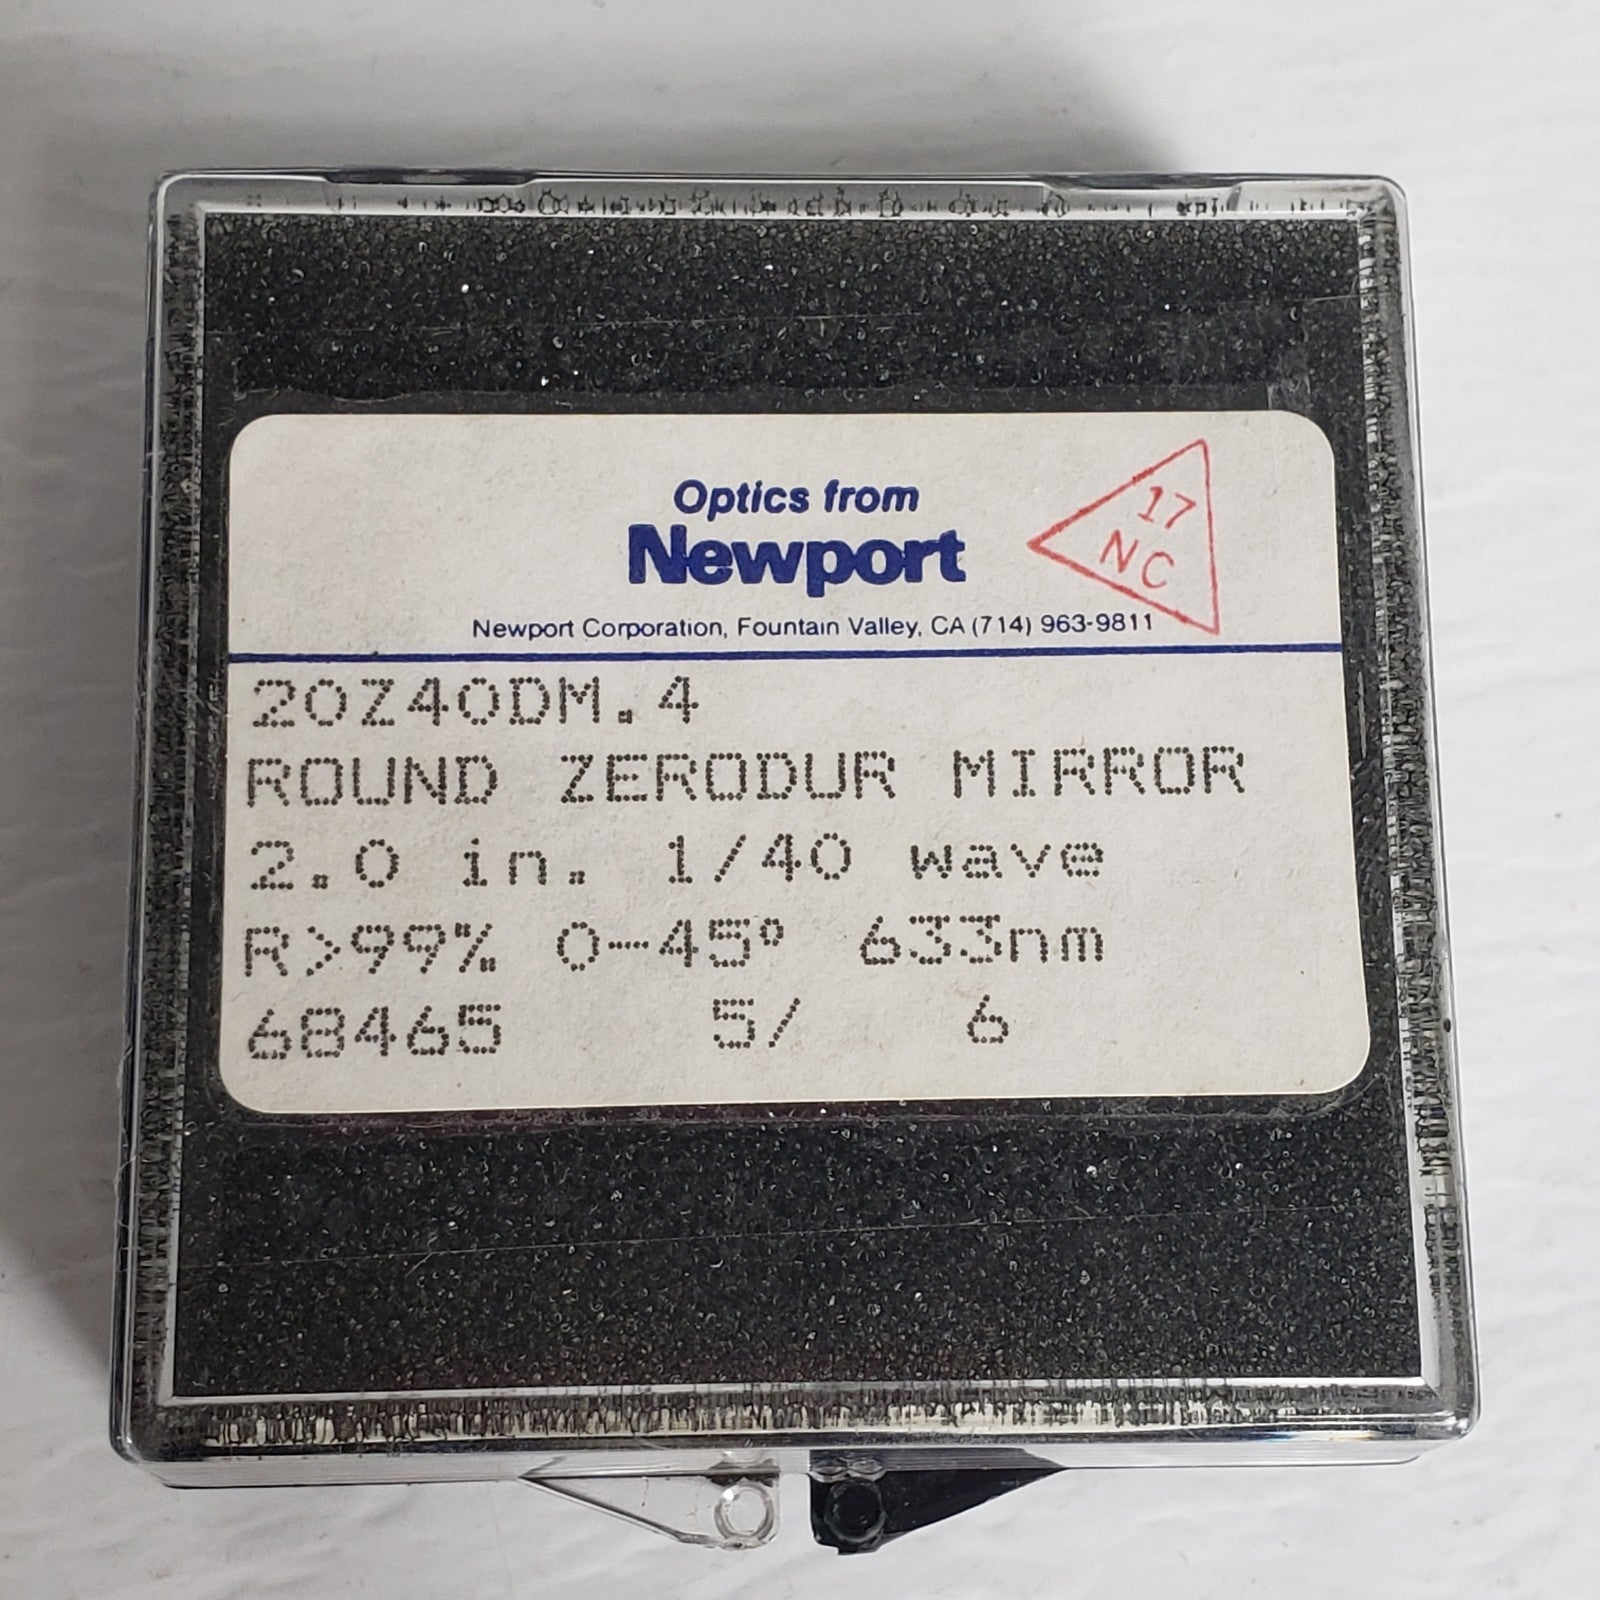 Optics from
Newport
17
NC
Newport Corporation, Fountain Valley, CA (714) 963-9811
20Z40DM.4
ROUND ZERODUR MIRROR
2.0 in. 1/40 wave
R>99% 0-45° 633nm
68465 5/ 6